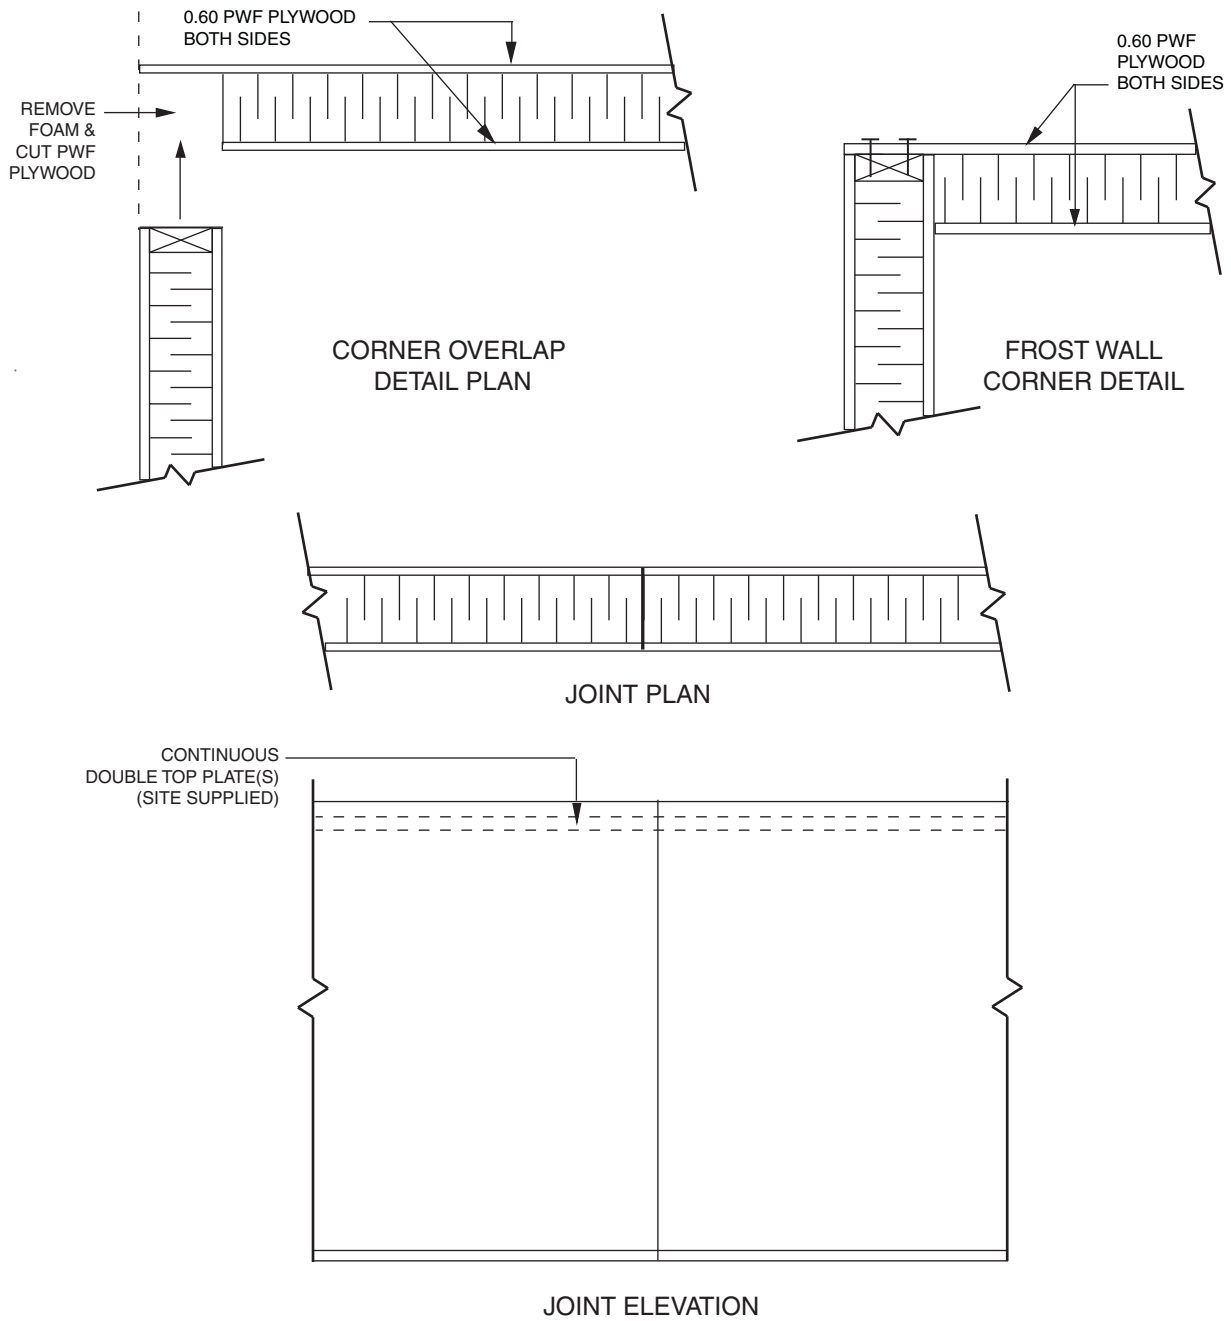 0.60 PWF PLYWOOD
BOTH SIDES
REMOVE
FOAM &
CUT PWF
PLYWOOD
CORNER OVERLAP
DETAIL PLAN
0.60 PWF
PLYWOOD
BOTH SIDES
FROST WALL
CORNER DETAIL
JOINT PLAN
CONTINUOUS
DOUBLE TOP PLATE(S)
(SITE SUPPLIED)
JOINT ELEVATION